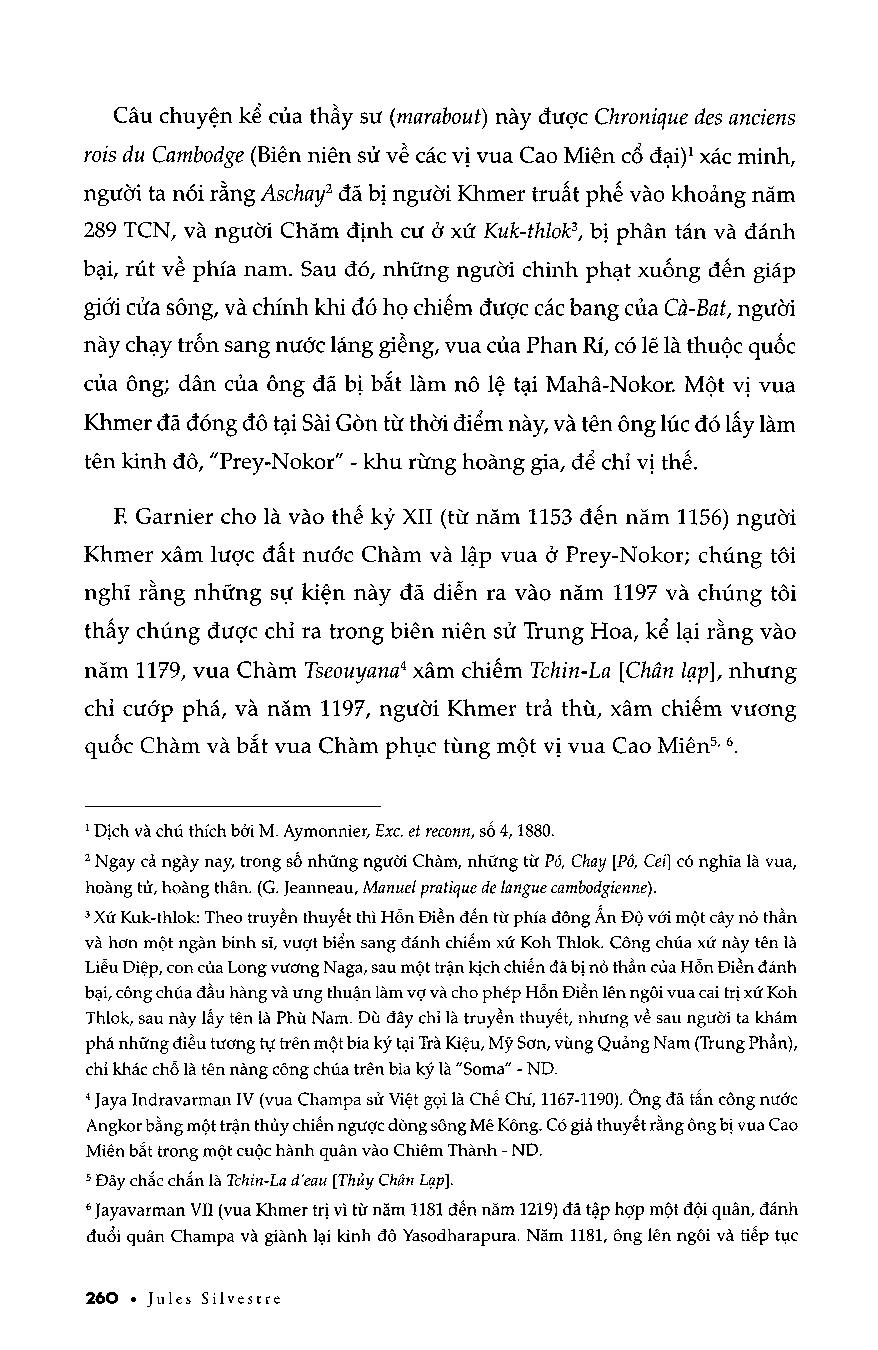 Câu chuyện kể của thầy sư (marabout) này được Chronique des anciens
rois du Cambodge (Biên niên sử về các vị vua Cao Miên cổ đại)¹ xác minh,
người ta nói rằng Aschay² đã bị người Khmer truất phế vào khoảng năm
289 TCN, và người Chăm định cư ở xứ Kuk-thlok³, bị phân tán và đánh
bại, rút về phía nam. Sau đó, những người chinh phạt xuống đến giáp
giới cửa sông, và chính khi đó họ chiếm được các bang của Cà-Bat, người
này chạy trốn sang nước láng giềng, vua của Phan Rí, có lẽ là thuộc quốc
của ông; dân của ông đã bị bắt làm nô lệ tại Mahâ-Nokor. Một vị vua
Khmer đã đóng đô tại Sài Gòn từ thời điểm này, và tên ông lúc đó lấy làm
tên kinh đô, "Prey-Nokor" - khu rừng hoàng gia, để chỉ vị thế.
F. Garnier cho là vào thế kỷ XII (từ năm 1153 đến năm 1156) người
Khmer xâm lược đất nước Chàm và lập vua ở Prey-Nokor; chúng tôi
nghĩ rằng những sự kiện này đã diễn ra vào năm 1197 và chúng tôi
thấy chúng được chỉ ra trong biên niên sử Trung Hoa, kể lại rằng vào
năm 1179, vua Chàm Tseouyana⁴ xâm chiếm Tchin-La [Chân lạp], nhưng
chỉ cướp phá, và năm 1197, người Khmer trả thù, xâm chiếm vương
quốc Chàm và bắt vua Chàm phục tùng một vị vua Cao Miên⁵, ⁶.
¹ Dịch và chú thích bởi M. Aymonnier, Exc. et reconn, số 4, 1880.
² Ngay cả ngày nay, trong số những người Chàm, những từ Pó, Chay [Pô, Cei] có nghĩa là vua,
hoàng tử, hoàng thân. (G. Jeanneau, Manuel pratique de langue cambodgienne).
³ Xứ Kuk-thlok: Theo truyền thuyết thì Hỗn Điền đến từ phía đông Ấn Độ với một cây nỏ thần
và hơn một ngàn binh sĩ, vượt biển sang đánh chiếm xứ Koh Thlok. Công chúa xứ này tên là
Liễu Diệp, con của Long vương Naga, sau một trận kịch chiến đã bị nỏ thần của Hỗn Điền đánh
bại, công chúa đầu hàng và ưng thuận làm vợ và cho phép Hỗn Điền lên ngôi vua cai trị xứ Koh
Thlok, sau này lấy tên là Phù Nam. Dù đây chỉ là truyền thuyết, nhưng về sau người ta khám
phá những điều tương tự trên một bia ký tại Trà Kiệu, Mỹ Sơn, vùng Quảng Nam (Trung Phần),
chỉ khác chỗ là tên nàng công chúa trên bia ký là "Soma" - ND.
⁴ Jaya Indravarman IV (vua Champa sử Việt gọi là Chế Chí, 1167-1190). Ông đã tấn công nước
Angkor bằng một trận thủy chiến ngược dòng sông Mê Kông. Có giả thuyết rằng ông bị vua Cao
Miên bắt trong một cuộc hành quân vào Chiêm Thành - ND.
⁵ Đây chắc chắn là Tchin-La d'eau [Thủy Chân Lạp].
⁶ Jayavarman VII (vua Khmer trị vì từ năm 1181 đến năm 1219) đã tập hợp một đội quân, đánh
đuổi quân Champa và giành lại kinh đô Yasodharapura. Năm 1181, ông lên ngôi và tiếp tục
260 • Jules Silvestre